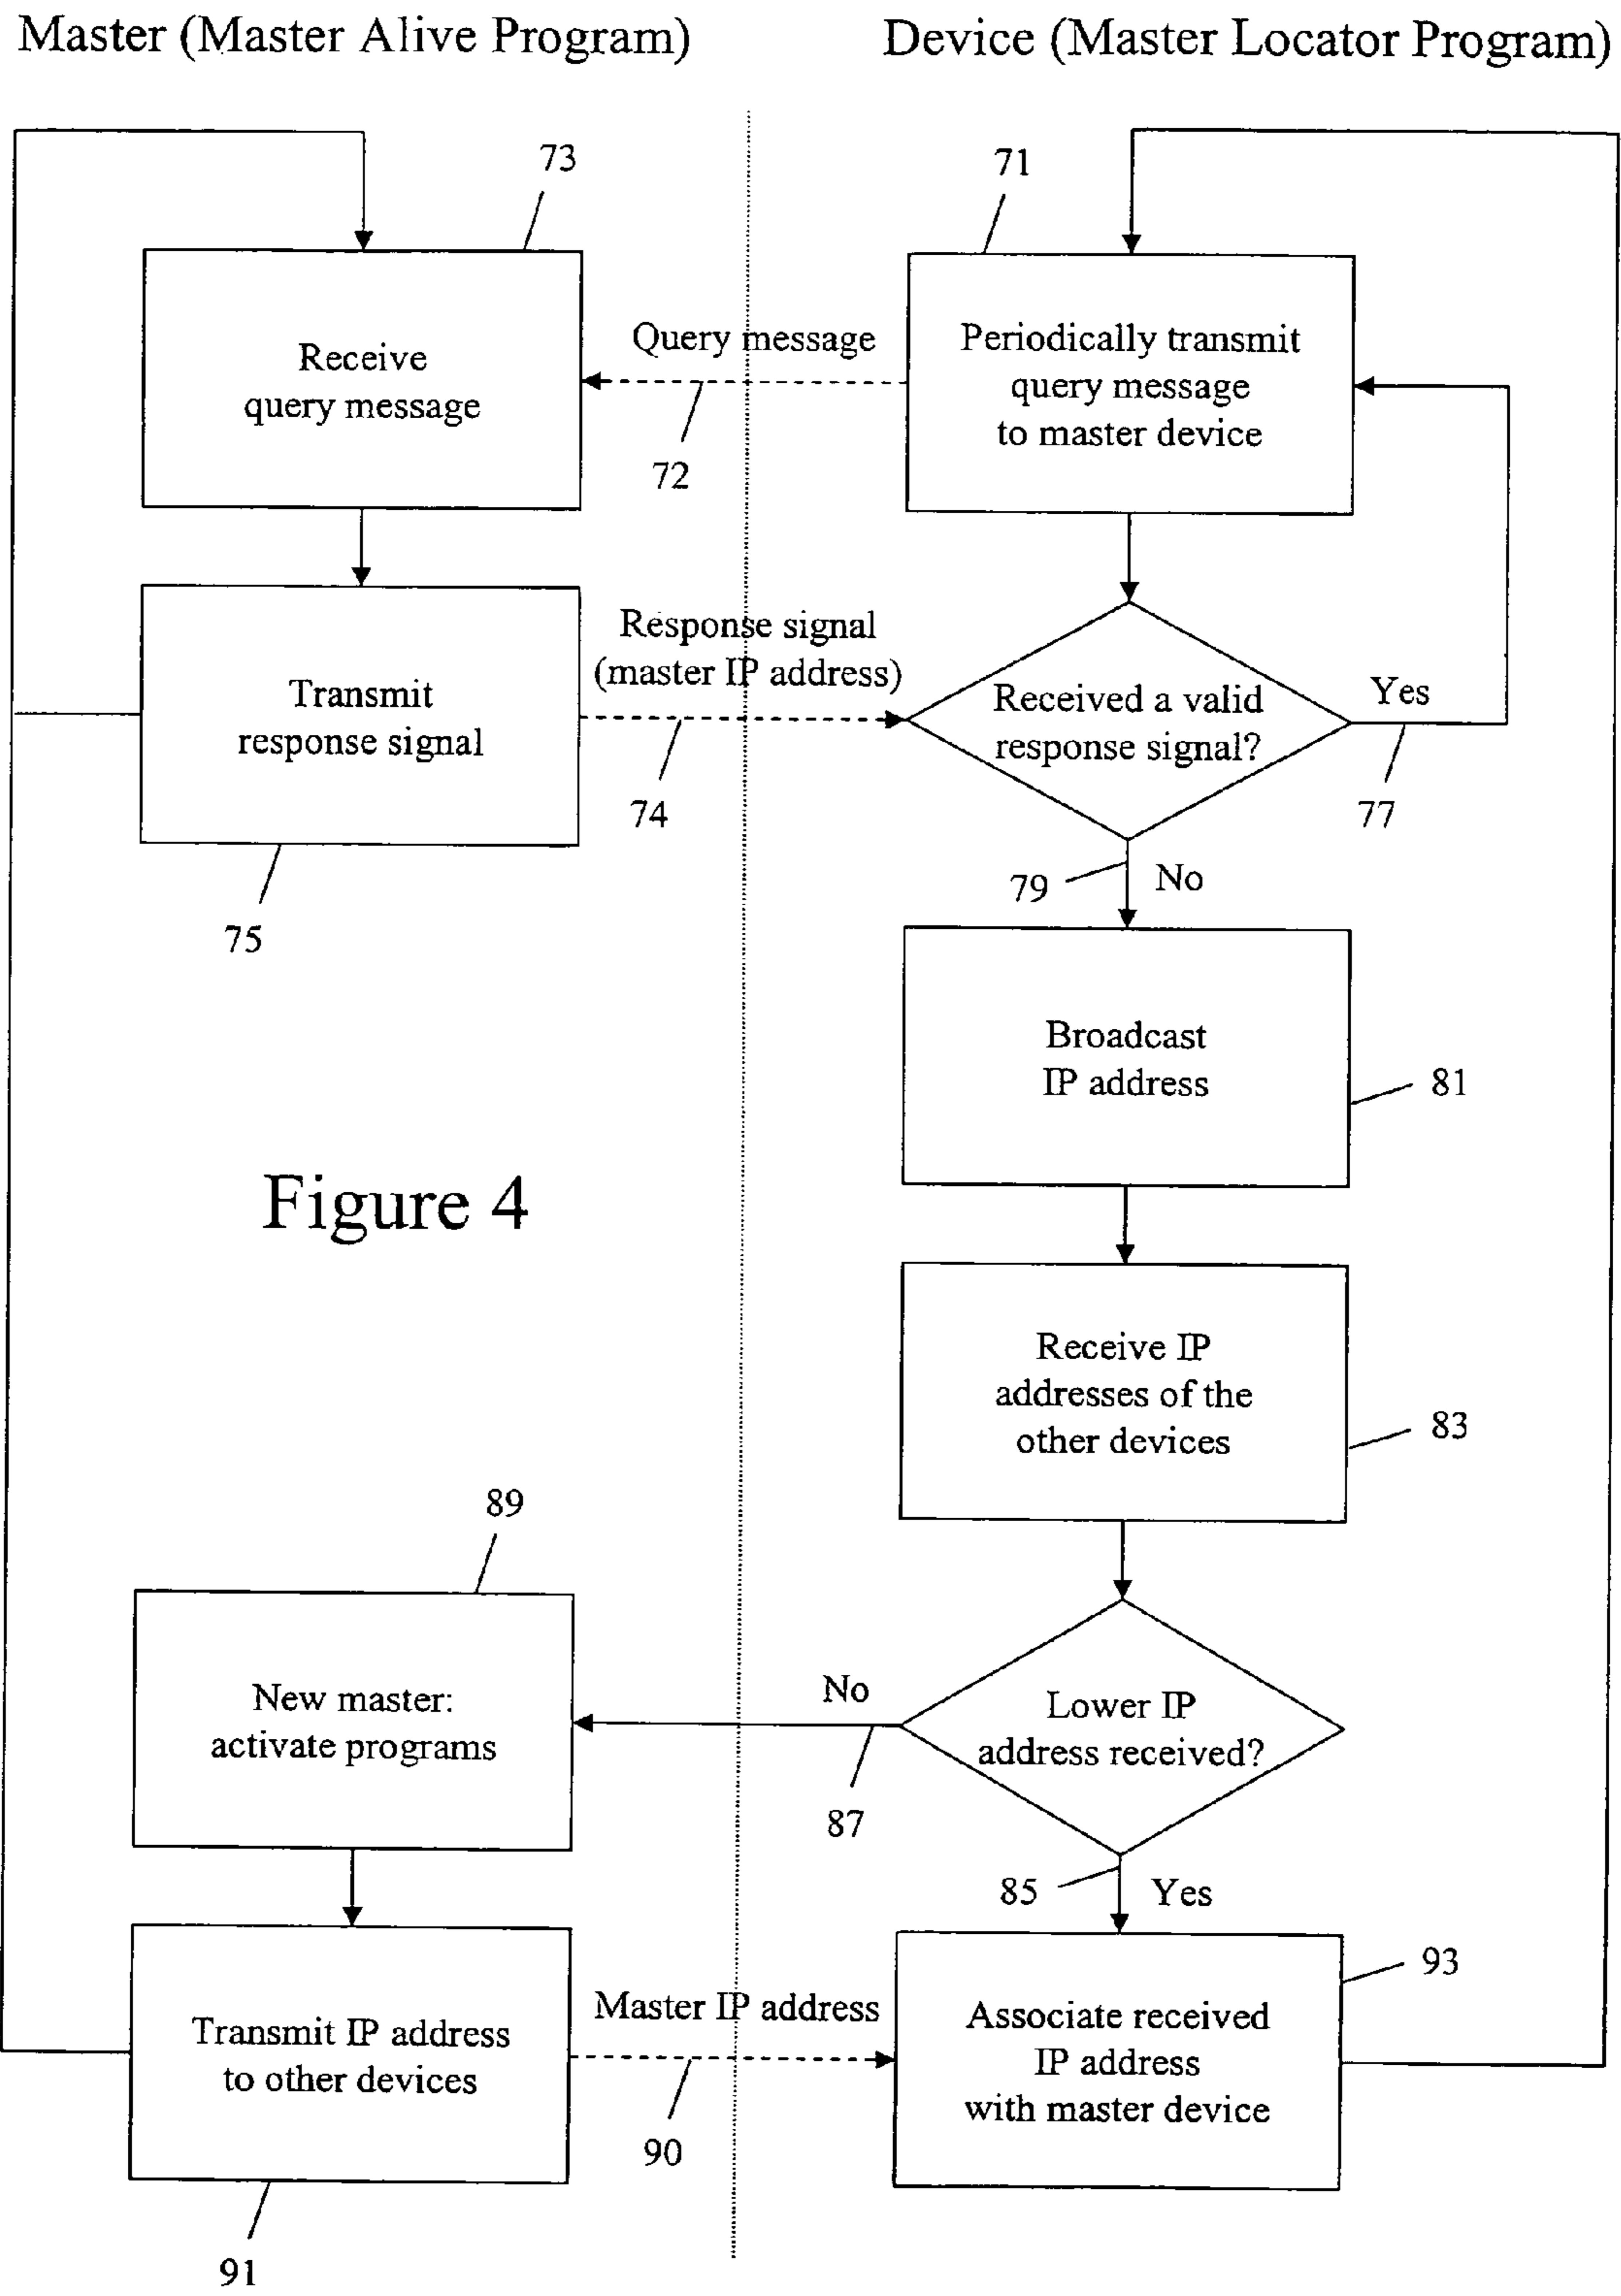 Master (Master Alive Program)
Device (Master Locator Program)
73
71
Receive
query message
Query message
72
Periodically transmit
query message
to master device
Transmit
response signal
75
Response signal
(master IP address)
74
Received a valid
response signal?
Yes
77
79
No
Broadcast
IP address
81
Figure 4
Receive IP
addresses of the
other devices
83
89
New master:
activate programs
No
87
Lower IP
address received?
85
Yes
Transmit IP address
to other devices
91
Master IP address
90
Associate received
IP address
with master device
93